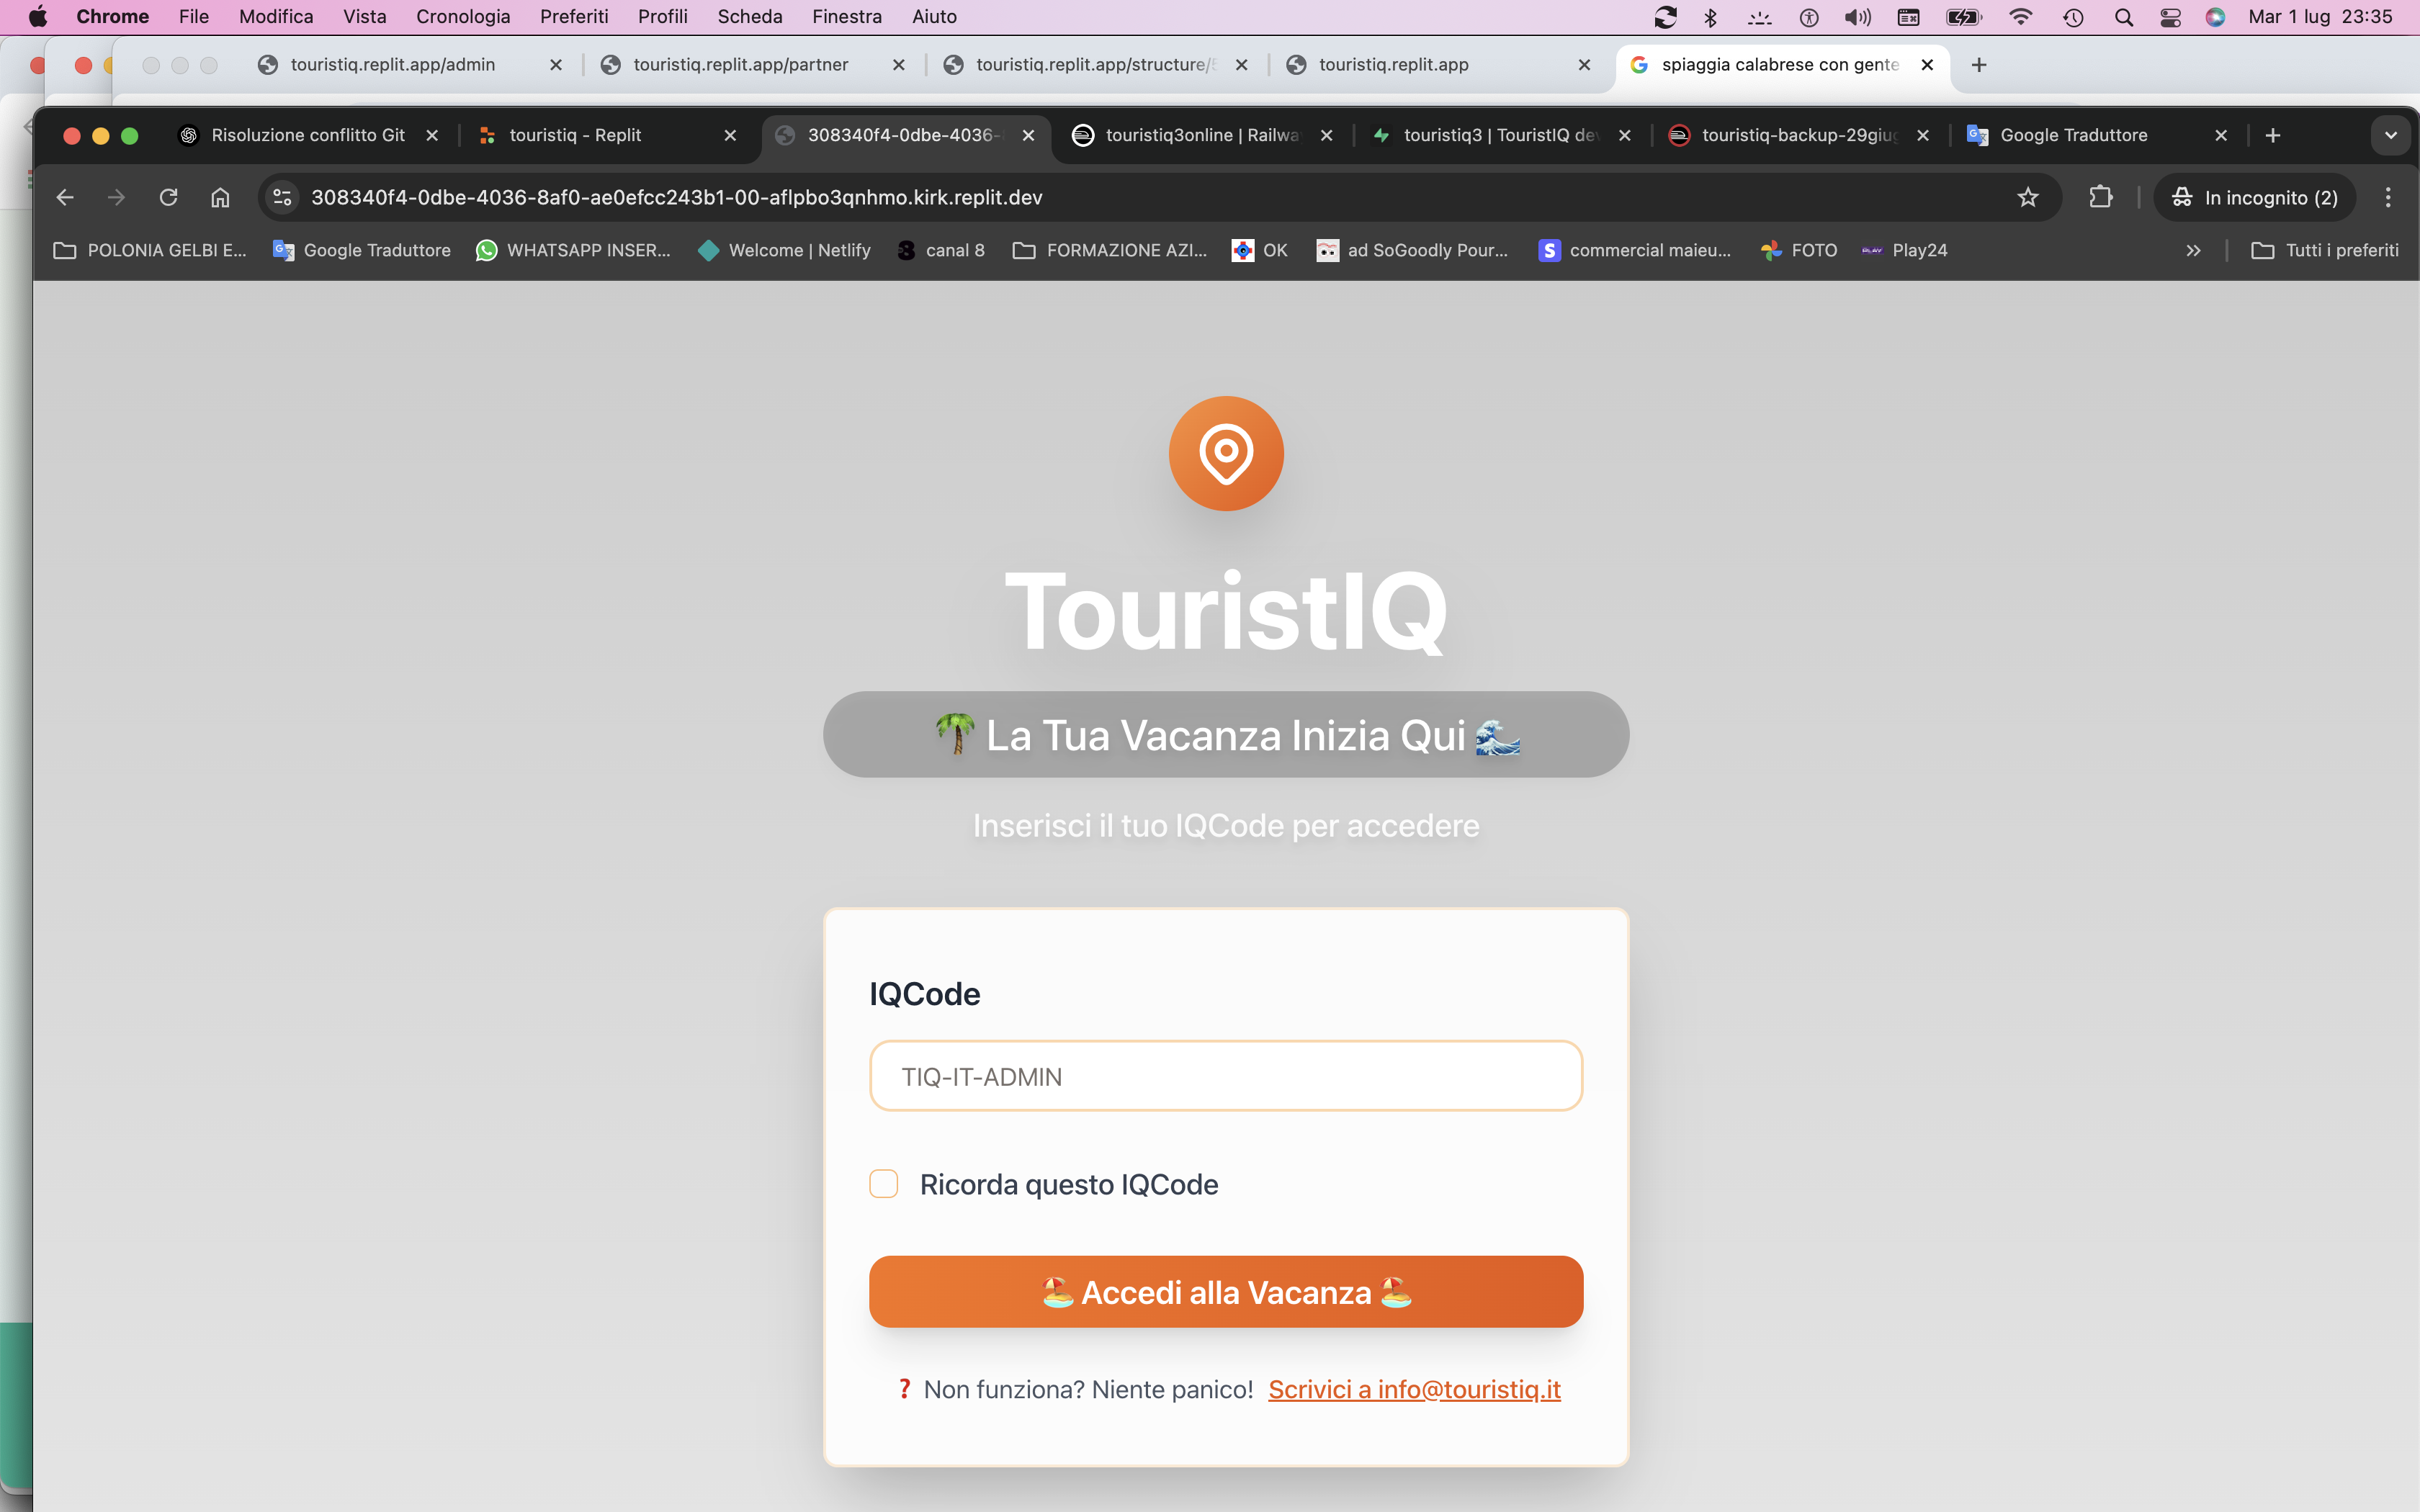 Chrome File Modifica Vista Cronologia Preferiti Profili Scheda Finestra Aiuto Mar 1 lug 23:35
touristiq.replit.app/admin touristiq.replit.app/partner touristiq.replit.app/structure/ touristiq.replit.app spiaggia calabrese con gente
Risoluzione conflitto Git touristiq - Replit 308340f4-0dbe-4036- touristiq3online | Railwa touristiq3 | TouristIQ de touristiq-backup-29giu Google Traduttore
308340f4-0dbe-4036-8af0-ae0efcc243b1-00-aflpbo3qnhmo.kirk.replit.dev In incognito (2)
POLONIA GELBI E... Google Traduttore WHATSAPP INSER... Welcome | Netlify canal 8 FORMAZIONE AZI... OK ad SoGoodly Pour... commercial maieu... FOTO Play24 Tutti i preferiti
TouristIQ
🌴 La Tua Vacanza Inizia Qui 🌊
Inserisci il tuo IQCode per accedere
IQCode
TIQ-IT-ADMIN
Ricorda questo IQCode
🏖️ Accedi alla Vacanza 🏖️
❓ Non funziona? Niente panico! Scrivici a info@touristiq.it